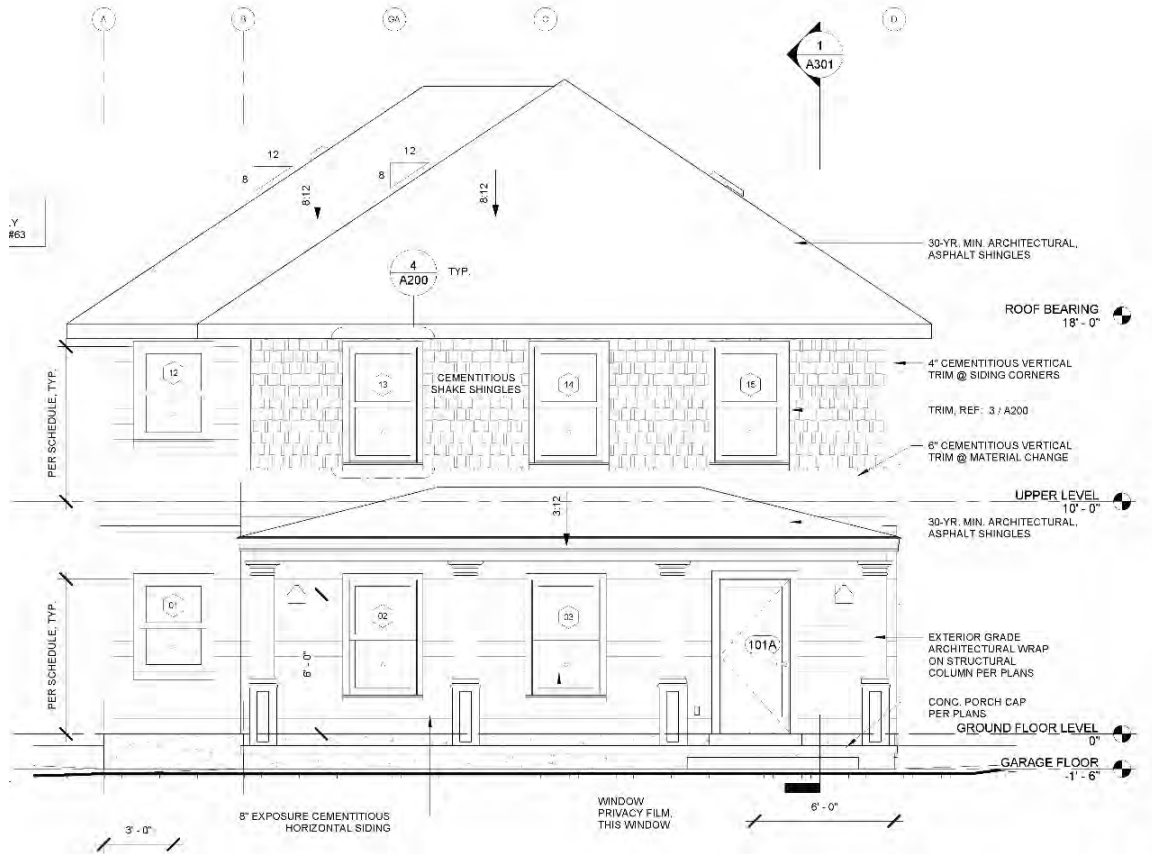 A
B
GA
C
D
1
A301
12
8
12
8
8:12
8:12
.Y
#63
4
A200
TYP.
30-YR. MIN. ARCHITECTURAL,
ASPHALT SHINGLES
ROOF BEARING
18' - 0"
PER SCHEDULE, TYP.
12
13
CEMENTITIOUS
SHAKE SHINGLES
14
15
4" CEMENTITIOUS VERTICAL
TRIM @ SIDING CORNERS
TRIM, REF: 3 / A200
6" CEMENTITIOUS VERTICAL
TRIM @ MATERIAL CHANGE
3:12
UPPER LEVEL
10' - 0"
30-YR. MIN. ARCHITECTURAL,
ASPHALT SHINGLES
PER SCHEDULE, TYP.
01
02
03
6' - 0"
101A
EXTERIOR GRADE
ARCHITECTURAL WRAP
ON STRUCTURAL
COLUMN PER PLANS
CONC. PORCH CAP
PER PLANS
GROUND FLOOR LEVEL
0"
GARAGE FLOOR
-1' - 6"
8" EXPOSURE CEMENTITIOUS
HORIZONTAL SIDING
WINDOW
PRIVACY FILM,
THIS WINDOW
3' - 0"
6' - 0"